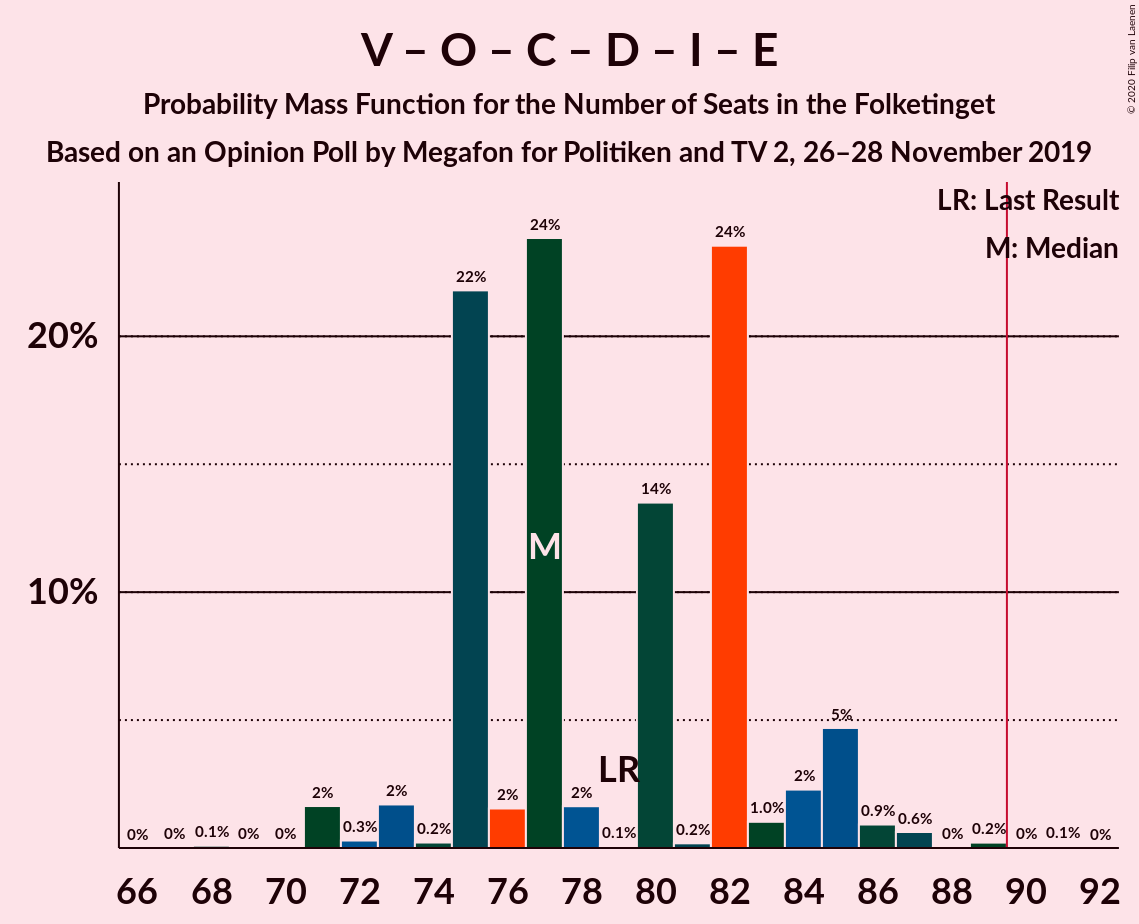 V – O – C – D – I – E
Probability Mass Function for the Number of Seats in the Folketinget
Based on an Opinion Poll by Megafon for Politiken and TV 2, 26–28 November 2019
© 2020 Filip van Laenen
LR: Last Result
M: Median
20%
10%
0% 0% 0.1% 0% 0% 2% 0.3% 2% 0.2% 22% 2% 24% 2% 0.1% 14% 0.2% 24% 1.0% 2% 5% 0.9% 0.6% 0% 0.2% 0% 0.1% 0%
M
LR
66 68 70 72 74 76 78 80 82 84 86 88 90 92